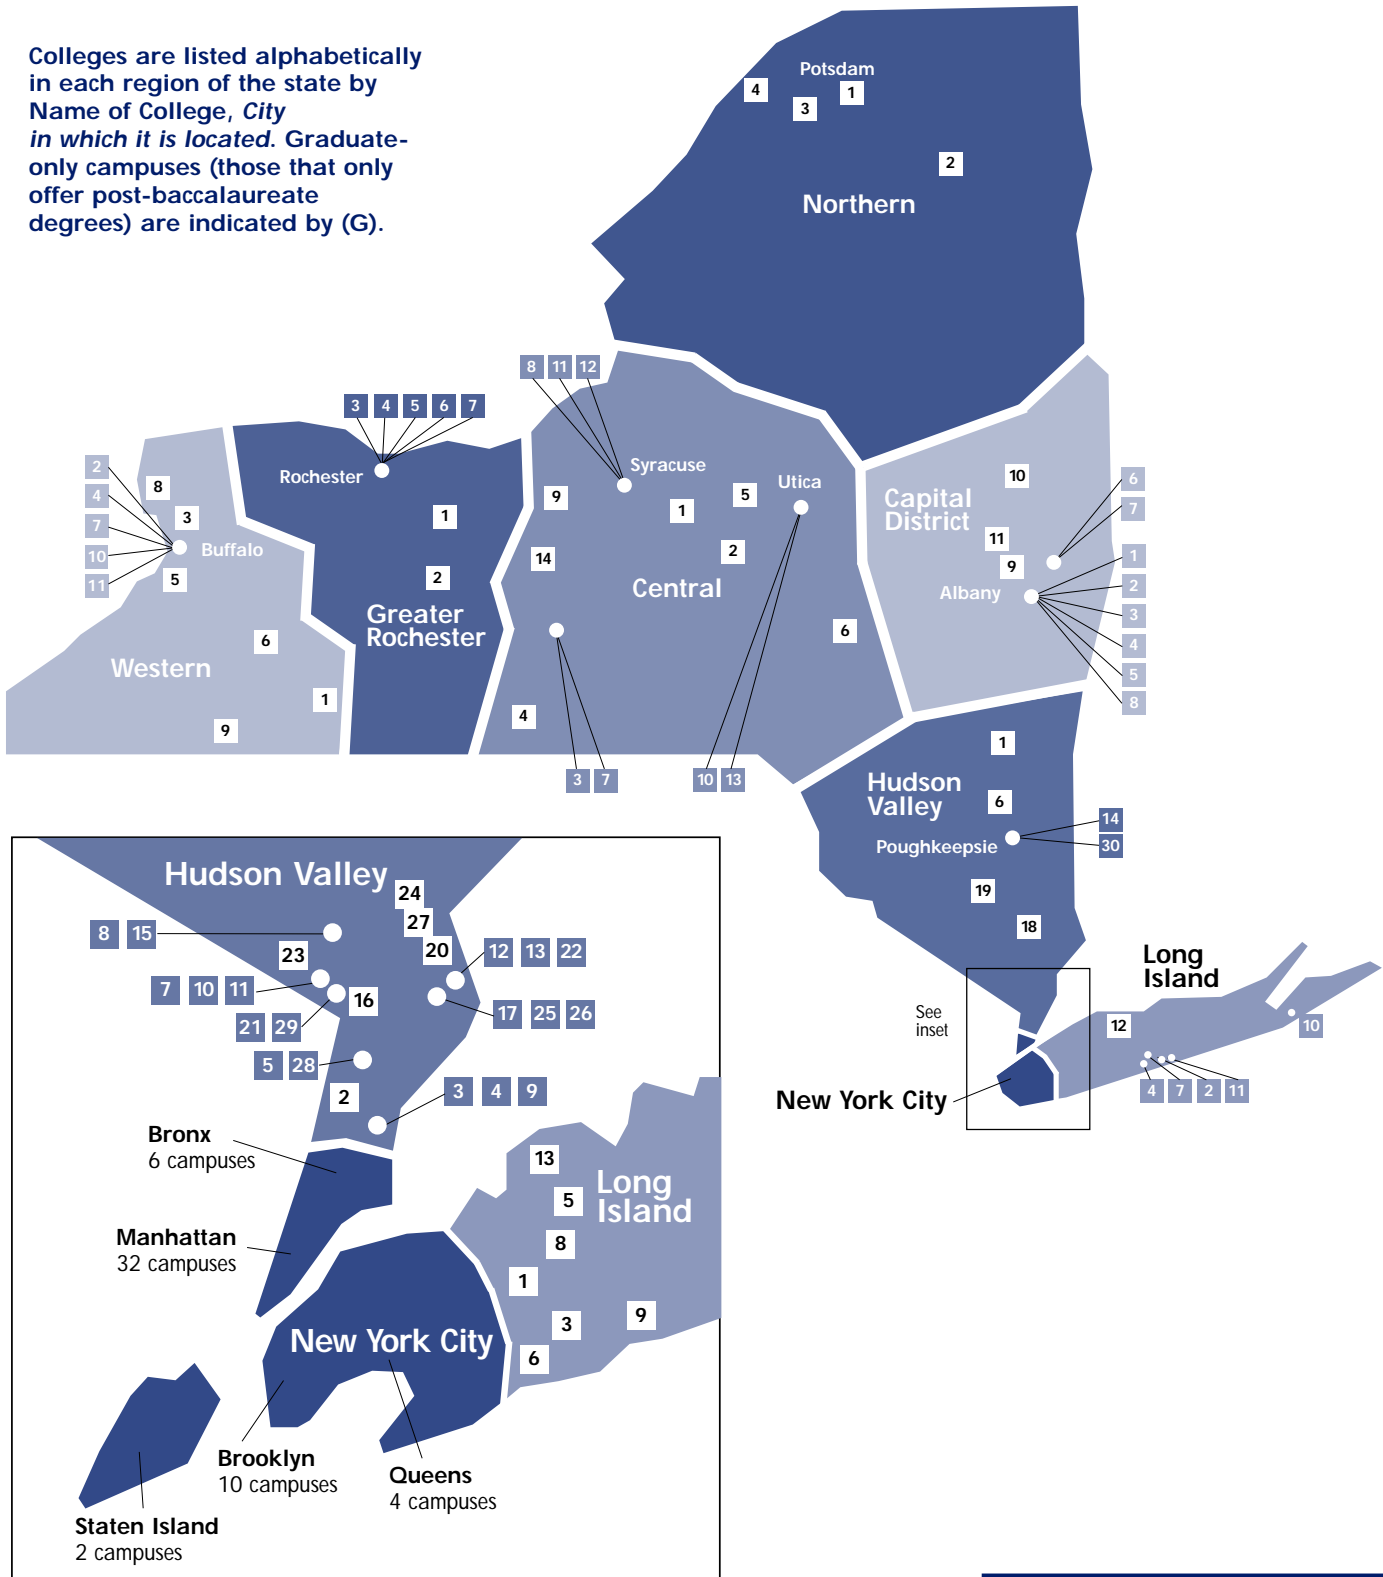 Colleges are listed alphabetically
in each region of the state by
Name of College, City
in which it is located. Graduate-
only campuses (those that only
offer post-baccalaureate
degrees) are indicated by (G).
Potsdam
4
3
1
2
Northern
8 11 12
3 4 5 6 7
Rochester
1
2
Greater
Rochester
2
4
7
10
11
8
3
Buffalo
5
6
Western
1
9
Syracuse
9
1
5
Utica
2
14
Central
6
4
3 7
10 13
10
Capital
District
11
9
Albany
6
7
1
2
3
4
5
8
1
Hudson
Valley
6
Poughkeepsie
14
30
19
18
Long
Island
12
10
4 7 2 11
See
inset
New York City
Hudson Valley
24
27
20
8 15
23
12 13 22
7 10 11
16
17 25 26
21 29
5 28
2
3 4 9
Bronx
6 campuses
Manhattan
32 campuses
13
Long
Island
5
8
1
3
9
6
New York City
Brooklyn
10 campuses
Queens
4 campuses
Staten Island
2 campuses